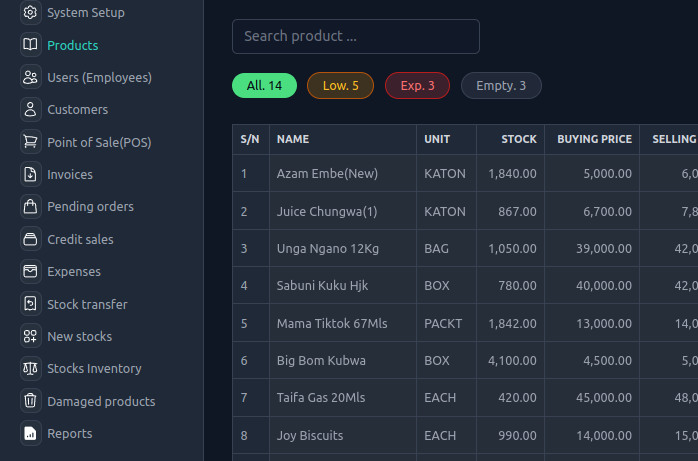 System Setup
Products
Users (Employees)
Customers
Point of Sale(POS)
Invoices
Pending orders
Credit sales
Expenses
Stock transfer
New stocks
Stocks Inventory
Damaged products
Reports
Search product ...
All. 14 Low. 5 Exp. 3 Empty. 3
S/N NAME UNIT STOCK BUYING PRICE SELLING
1 Azam Embe(New) KATON 1,840.00 5,000.00 6,0
2 Juice Chungwa(1) KATON 867.00 6,700.00 7,8
3 Unga Ngano 12Kg BAG 1,050.00 39,000.00 42,0
4 Sabuni Kuku Hjk BOX 780.00 40,000.00 42,0
5 Mama Tiktok 67Mls PACKT 1,842.00 13,000.00 14,0
6 Big Bom Kubwa BOX 4,100.00 4,500.00 5,0
7 Taifa Gas 20Mls EACH 420.00 45,000.00 48,0
8 Joy Biscuits EACH 990.00 14,000.00 15,0